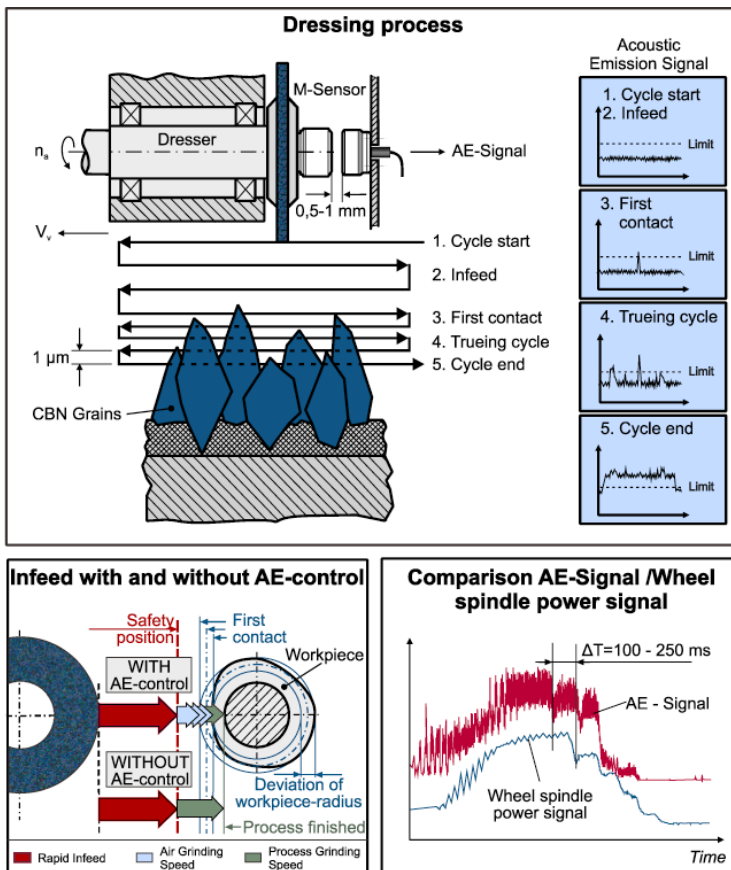 Dressing process
Acoustic
Emission Signal
M-Sensor
Dresser
nₐ
AE-Signal
0,5-1 mm
Vᵥ
1. Cycle start
2. Infeed
3. First contact
4. Trueing cycle
5. Cycle end
1 µm
CBN Grains
1. Cycle start
2. Infeed
Limit
3. First
contact
Limit
4. Trueing cycle
Limit
5. Cycle end
Limit
Infeed with and without AE-control
Safety
position
First
contact
Workpiece
WITH
AE-control
WITHOUT
AE-control
Deviation of
workpiece-radius
Process finished
Rapid Infeed
Air Grinding
Speed
Process Grinding
Speed
Comparison AE-Signal /Wheel
spindle power signal
ΔT=100 - 250 ms
AE - Signal
Wheel spindle
power signal
Time